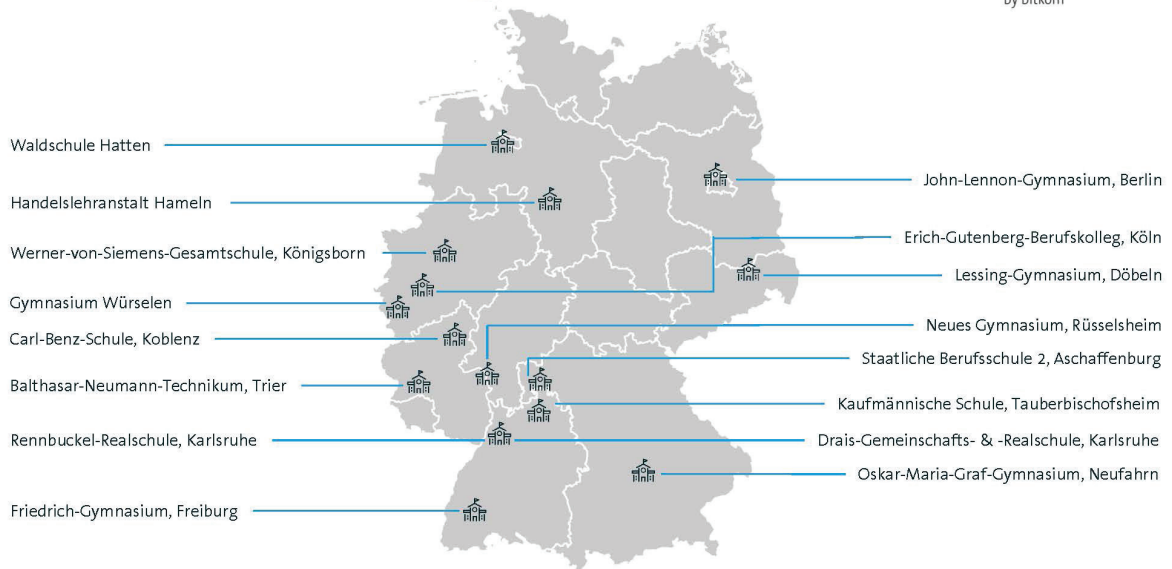 by Bitkom
Waldschule Hatten
Handelslehranstalt Hameln
Werner-von-Siemens-Gesamtschule, Königsborn
Gymnasium Würselen
Carl-Benz-Schule, Koblenz
Balthasar-Neumann-Technikum, Trier
Rennbuckel-Realschule, Karlsruhe
Friedrich-Gymnasium, Freiburg
John-Lennon-Gymnasium, Berlin
Erich-Gutenberg-Berufskolleg, Köln
Lessing-Gymnasium, Döbeln
Neues Gymnasium, Rüsselsheim
Staatliche Berufsschule 2, Aschaffenburg
Kaufmännische Schule, Tauberbischofsheim
Drais-Gemeinschafts- & -Realschule, Karlsruhe
Oskar-Maria-Graf-Gymnasium, Neufahrn